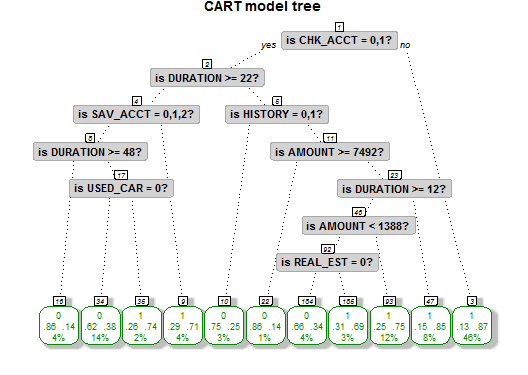 CART model tree
1
is CHK_ACCT = 0,1?
yes
no
2
is DURATION >= 22?
4
5
is SAV_ACCT = 0,1,2?
is HISTORY = 0,1?
8
11
is DURATION >= 48?
is AMOUNT >= 7492?
17
23
is USED_CAR = 0?
is DURATION >= 12?
46
is AMOUNT < 1388?
92
is REAL_EST = 0?
16 34 35 9 10 22 184 185 93 47 3
0 0 1 1 0 0 0 1 1 1 1
.86 .14 .62 .38 .26 .74 .29 .71 .75 .25 .86 .14 .66 .34 .31 .69 .25 .75 .15 .85 .13 .87
4% 14% 2% 4% 3% 1% 4% 3% 12% 8% 46%